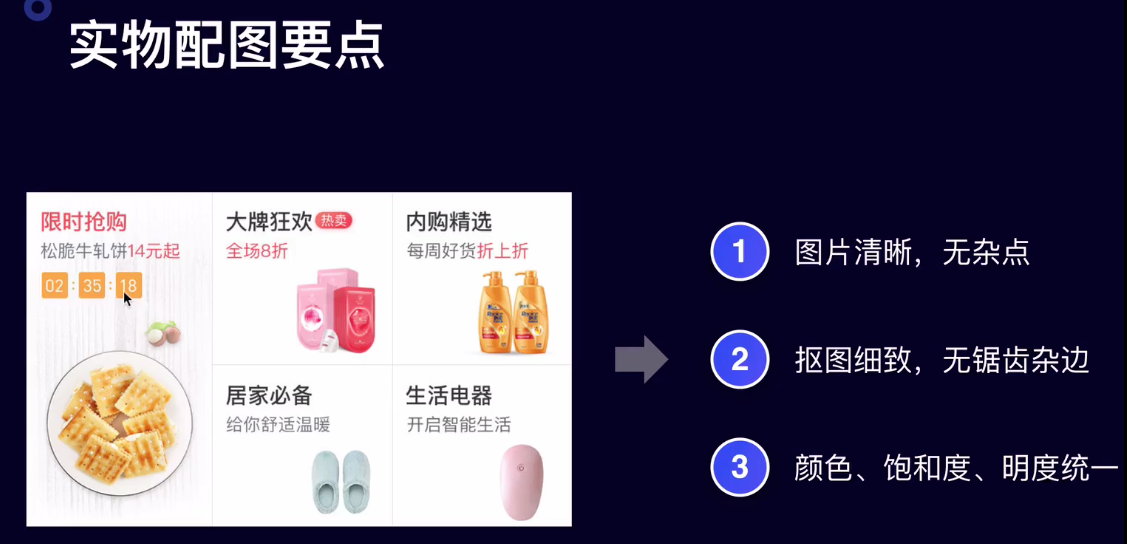 实物配图要点
限时抢购
松脆牛轧饼14元起
02 : 35 : 18
大牌狂欢 热卖
全场8折
内购精选
每周好货折上折
居家必备
给你舒适温暖
生活电器
开启智能生活
1 图片清晰，无杂点
2 抠图细致，无锯齿杂边
3 颜色、饱和度、明度统一